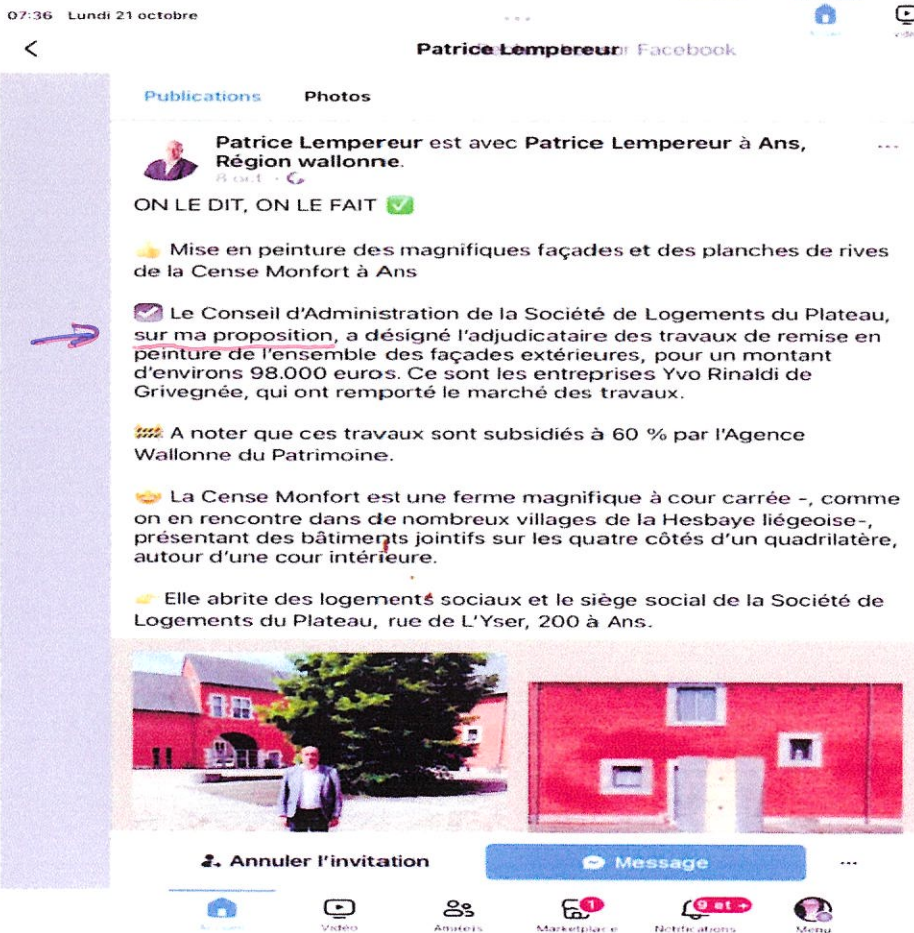 07:36 Lundi 21 octobre
Patrice Lempereur Facebook
Publications Photos
Patrice Lempereur est avec Patrice Lempereur à Ans,
Région wallonne.
8 oct ·
ON LE DIT, ON LE FAIT ✅
👍 Mise en peinture des magnifiques façades et des planches de rives
de la Cense Monfort à Ans
☑️ Le Conseil d'Administration de la Société de Logements du Plateau,
sur ma proposition, a désigné l'adjudicataire des travaux de remise en
peinture de l'ensemble des façades extérieures, pour un montant
d'environs 98.000 euros. Ce sont les entreprises Yvo Rinaldi de
Grivegnée, qui ont remporté le marché des travaux.
🚧 A noter que ces travaux sont subsidiés à 60 % par l'Agence
Wallonne du Patrimoine.
🤩 La Cense Monfort est une ferme magnifique à cour carrée -, comme
on en rencontre dans de nombreux villages de la Hesbaye liégeoise-,
présentant des bâtiments jointifs sur les quatre côtés d'un quadrilatère,
autour d'une cour intérieure.
👉 Elle abrite des logements sociaux et le siège social de la Société de
Logements du Plateau, rue de L'Yser, 200 à Ans.
Annuler l'invitation Message
1 9 et +
Accueil Vidéo Ami(e)s Marketplace Notifications Menu